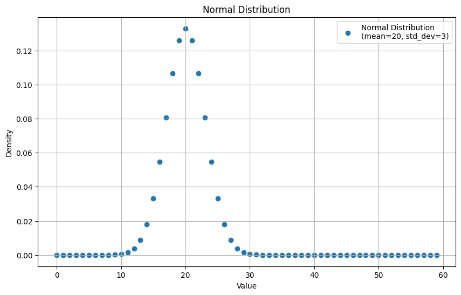 Normal Distribution
Normal Distribution
(mean=20, std_dev=3)
Density
0.12
0.10
0.08
0.06
0.04
0.02
0.00
0 10 20 30 40 50 60
Value